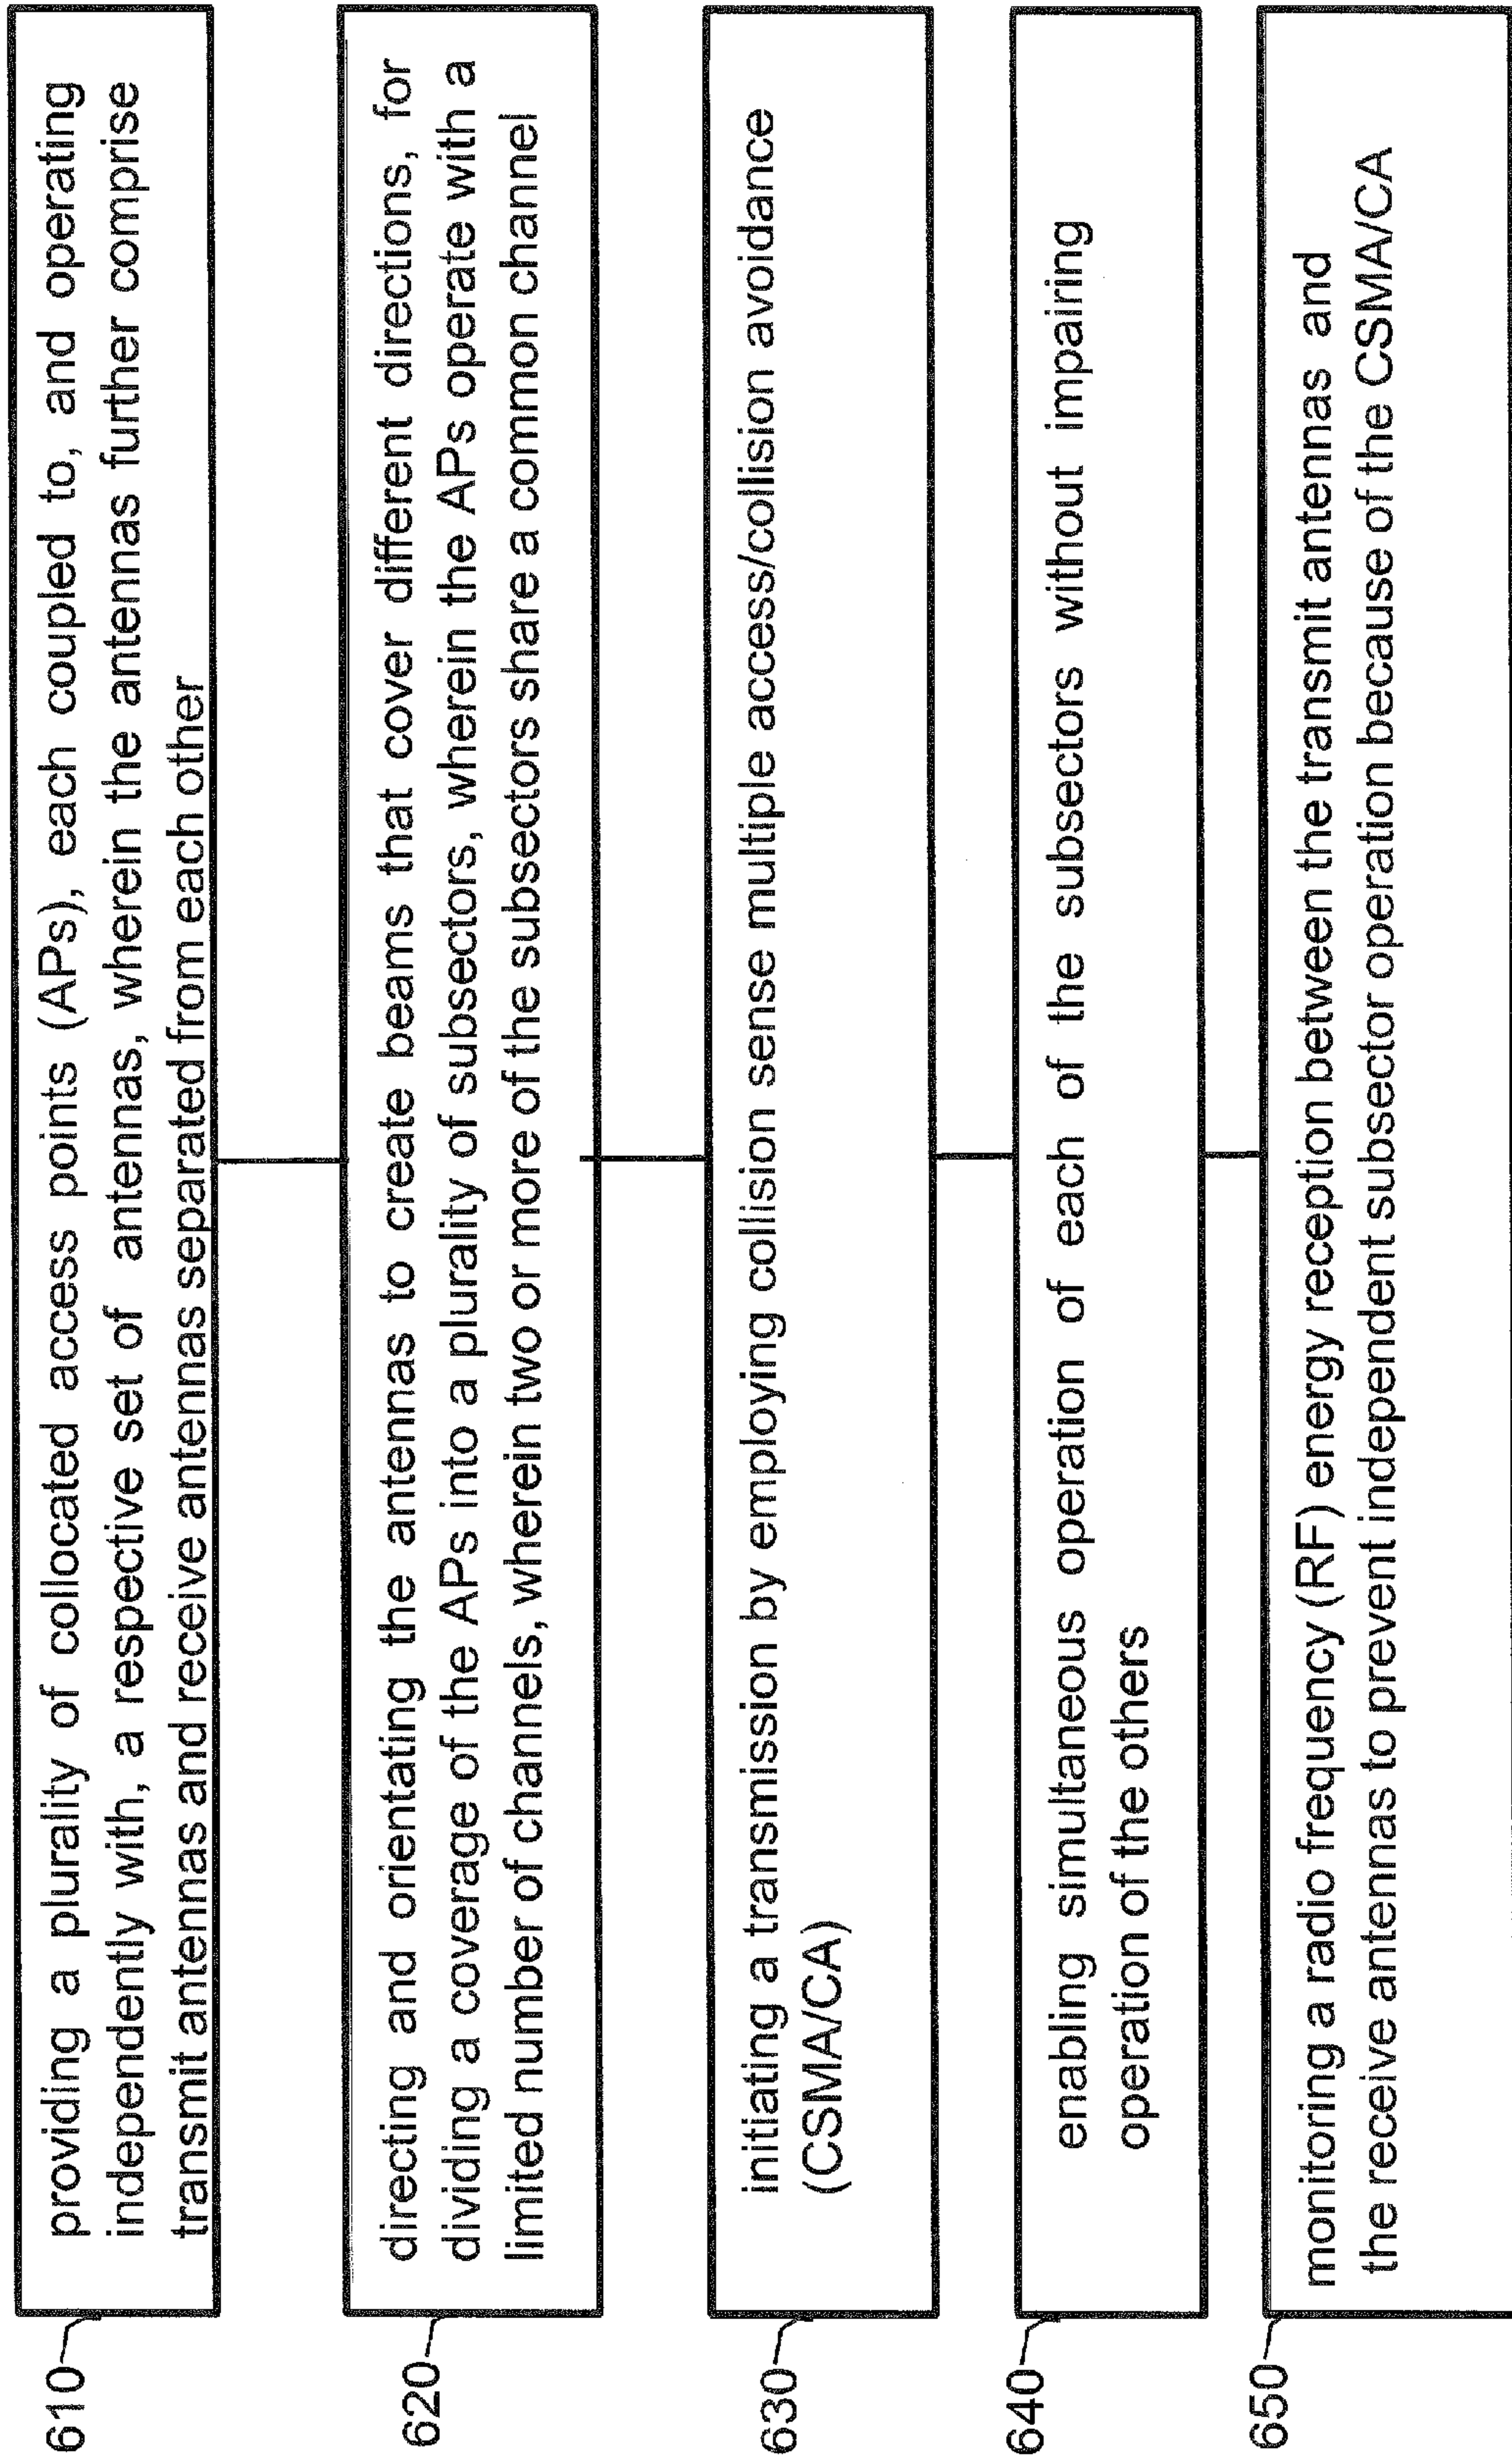 610
providing a plurality of collocated access points (APs), each coupled to, and operating
independently with, a respective set of antennas, wherein the antennas further comprise
transmit antennas and receive antennas separated from each other
620
directing and orientating the antennas to create beams that cover different directions, for
dividing a coverage of the APs into a plurality of subsectors, wherein the APs operate with a
limited number of channels, wherein two or more of the subsectors share a common channel
630
initiating a transmission by employing collision sense multiple access/collision avoidance
(CSMA/CA)
640
enabling simultaneous operation of each of the subsectors without impairing
operation of the others
650
monitoring a radio frequency (RF) energy reception between the transmit antennas and
the receive antennas to prevent independent subsector operation because of the CSMA/CA